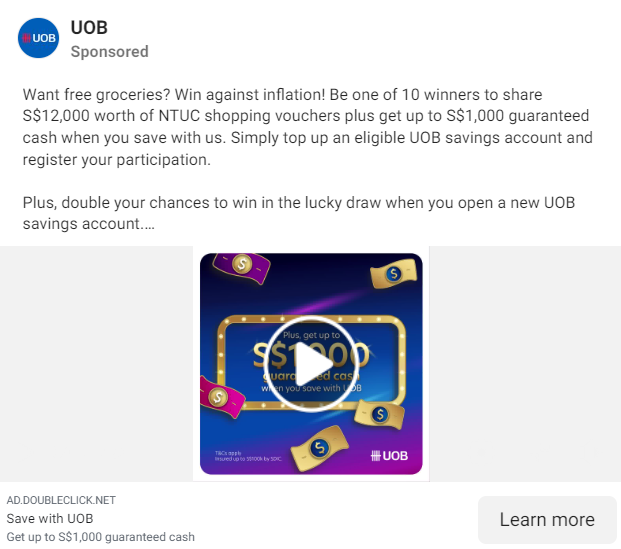 UOB
UOB
Sponsored
Want free groceries? Win against inflation! Be one of 10 winners to share
S$12,000 worth of NTUC shopping vouchers plus get up to S$1,000 guaranteed
cash when you save with us. Simply top up an eligible UOB savings account and
register your participation.
Plus, double your chances to win in the lucky draw when you open a new UOB
savings account....
Plus, get up to
S$1,000
guaranteed cash
when you save with UOB
T&Cs apply
Insured up to S$100k by SDIC.
UOB
AD.DOUBLECLICK.NET
Save with UOB
Get up to S$1,000 guaranteed cash
Learn more